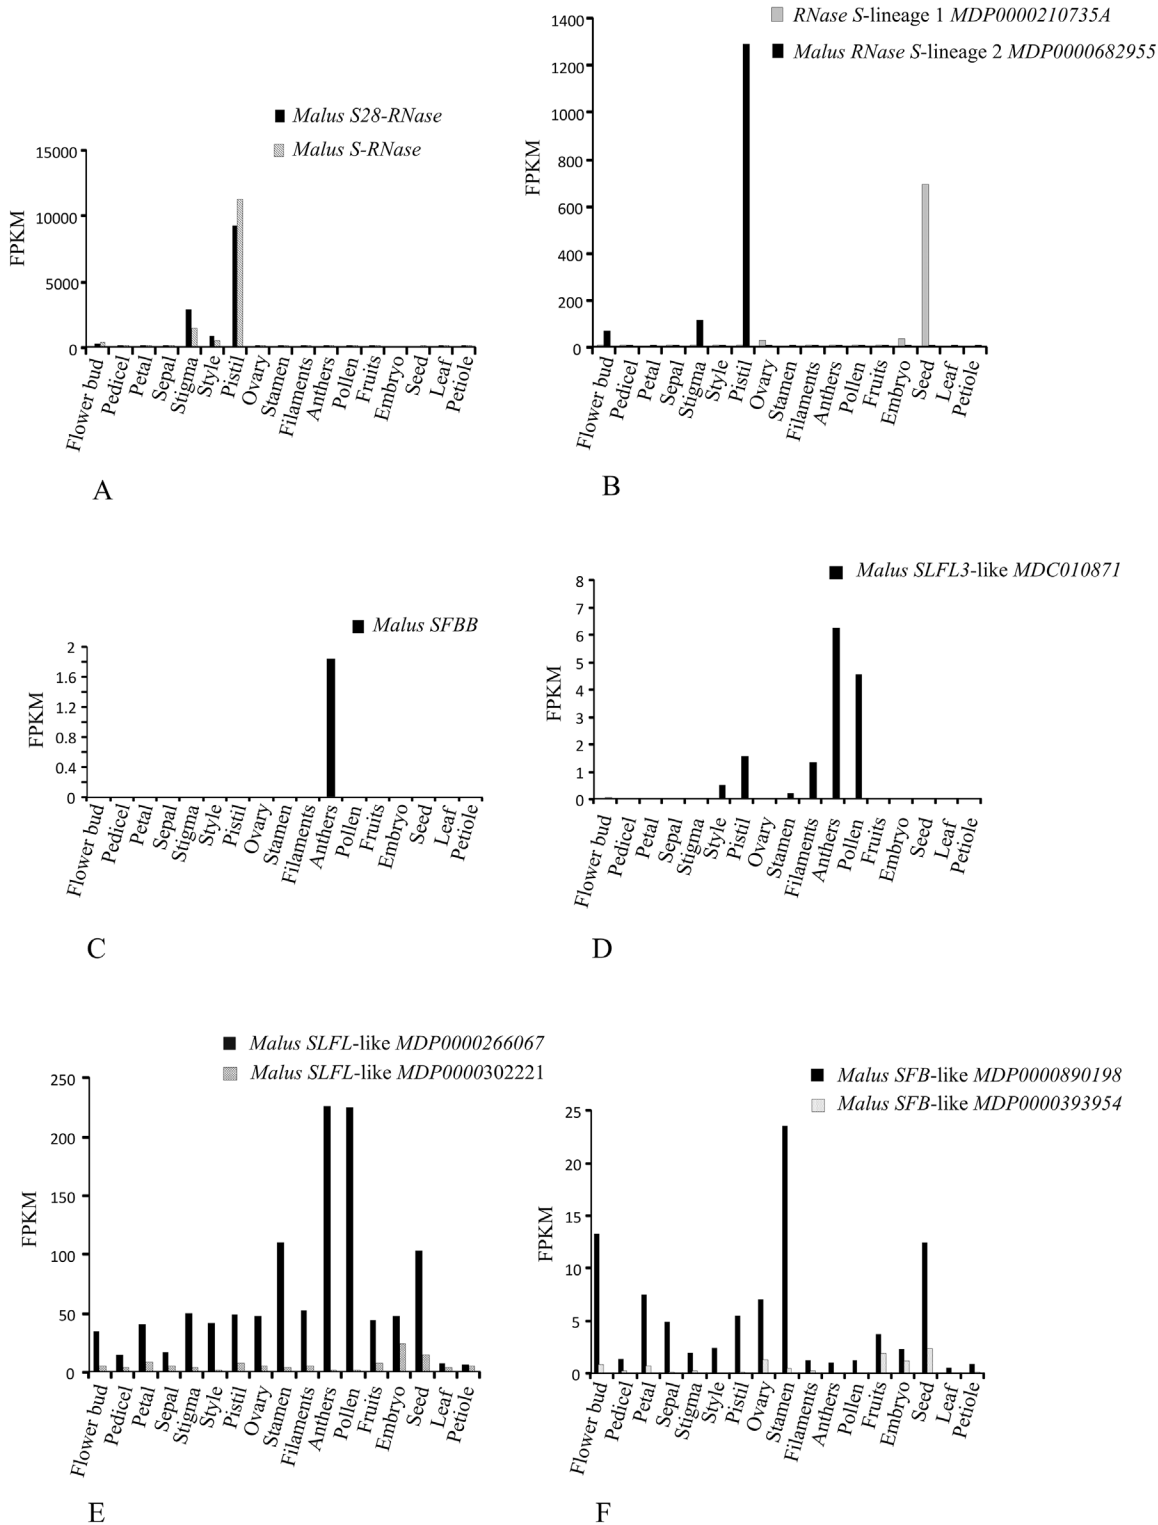 Malus S28-RNase
Malus S-RNase
FPKM
15000
10000
5000
0
Flower bud
Pedicel
Petal
Sepal
Stigma
Style
Pistil
Ovary
Stamen
Filaments
Anthers
Pollen
Fruits
Embryo
Seed
Leaf
Petiole
A
RNase S-lineage 1 MDP0000210735A
Malus RNase S-lineage 2 MDP0000682955
FPKM
1400
1200
1000
800
600
400
200
0
Flower bud
Pedicel
Petal
Sepal
Stigma
Style
Pistil
Ovary
Stamen
Filaments
Anthers
Pollen
Fruits
Embryo
Seed
Leaf
Petiole
B
Malus SFBB
FPKM
2
1.6
1.2
0.8
0.4
0
Flower bud
Pedicel
Petal
Sepal
Stigma
Style
Pistil
Ovary
Stamen
Filaments
Anthers
Pollen
Fruits
Embryo
Seed
Leaf
Petiole
C
Malus SLFL3-like MDC010871
FPKM
8
7
6
5
4
3
2
1
0
Flower bud
Pedicel
Petal
Sepal
Stigma
Style
Pistil
Ovary
Stamen
Filaments
Anthers
Pollen
Fruits
Embryo
Seed
Leaf
Petiole
D
Malus SLFL-like MDP0000266067
Malus SLFL-like MDP0000302221
FPKM
250
200
150
100
50
0
Flower bud
Pedicel
Petal
Sepal
Stigma
Style
Pistil
Ovary
Stamen
Filaments
Anthers
Pollen
Fruits
Embryo
Seed
Leaf
Petiole
E
Malus SFB-like MDP0000890198
Malus SFB-like MDP0000393954
FPKM
25
20
15
10
5
0
Flower bud
Pedicel
Petal
Sepal
Stigma
Style
Pistil
Ovary
Stamen
Filaments
Anthers
Pollen
Fruits
Embryo
Seed
Leaf
Petiole
F